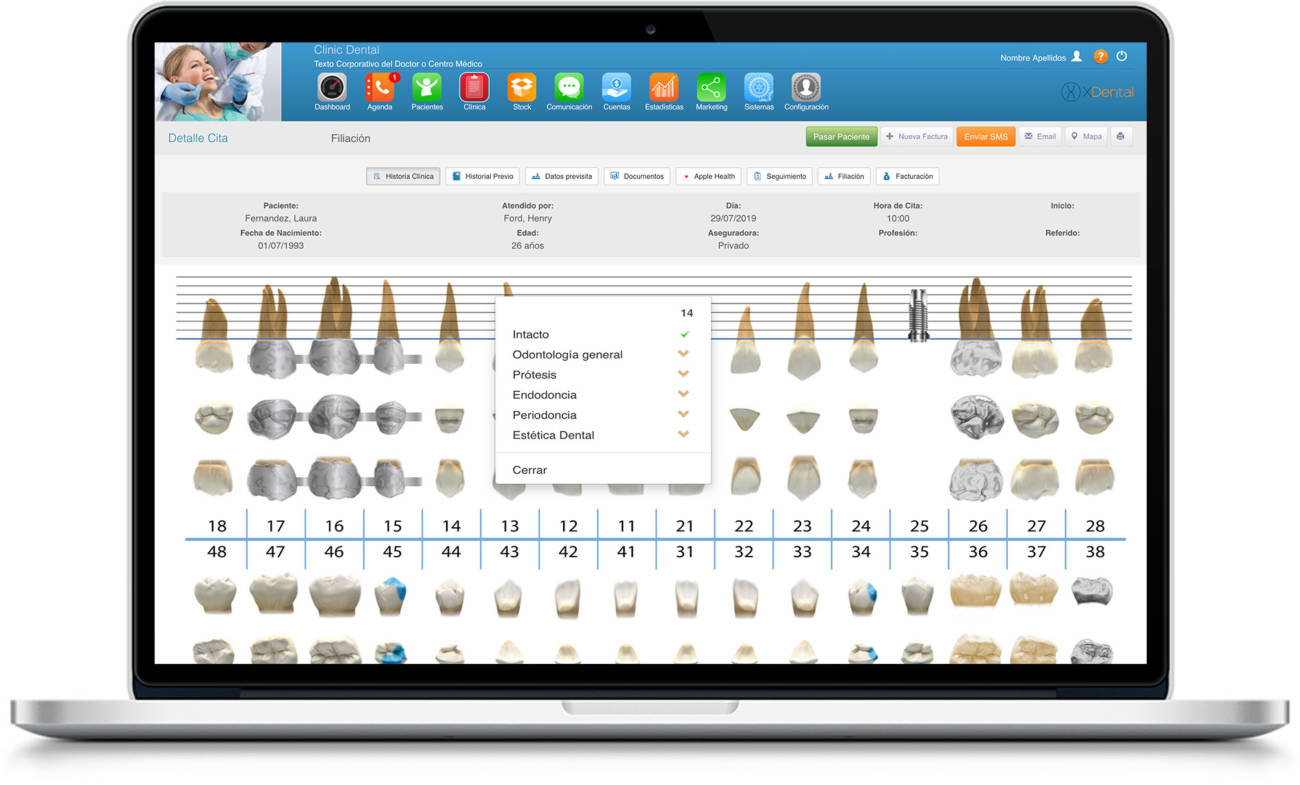 Clinic Dental
Texto Corporativo del Doctor o Centro Médico
Nombre Apellidos
?
1
Dashboard Agenda Pacientes Clínica Stock Comunicación Cuentas Estadísticas Marketing Sistemas Configuración
XDental
Detalle Cita Filiación
Pasar Paciente Nueva Factura Enviar SMS Email Mapa
Historia Clínica Historial Previo Datos previsita Documentos Apple Health Seguimiento Filiación Facturación
Paciente: Atendido por: Día: Hora de Cita: Inicio:
Fernandez, Laura Ford, Henry 29/07/2019 10:00
Fecha de Nacimiento: Edad: Aseguradora: Profesión: Referido:
01/07/1993 26 años Privado
14
Intacto
Odontología general
Prótesis
Endodoncia
Periodoncia
Estética Dental
Cerrar
18 17 16 15 14 13 12 11 21 22 23 24 25 26 27 28
48 47 46 45 44 43 42 41 31 32 33 34 35 36 37 38